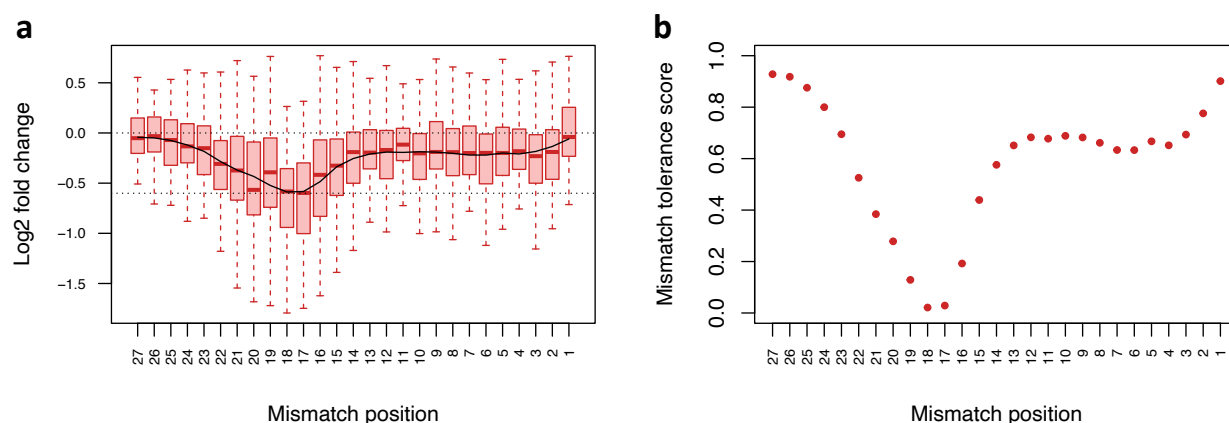 a
Log2 fold change
0.5
0.0
−0.5
−1.0
−1.5
27 26 25 24 23 22 21 20 19 18 17 16 15 14 13 12 11 10 9 8 7 6 5 4 3 2 1
Mismatch position
b
Mismatch tolerance score
1.0
0.8
0.6
0.4
0.2
0.0
27 26 25 24 23 22 21 20 19 18 17 16 15 14 13 12 11 10 9 8 7 6 5 4 3 2 1
Mismatch position